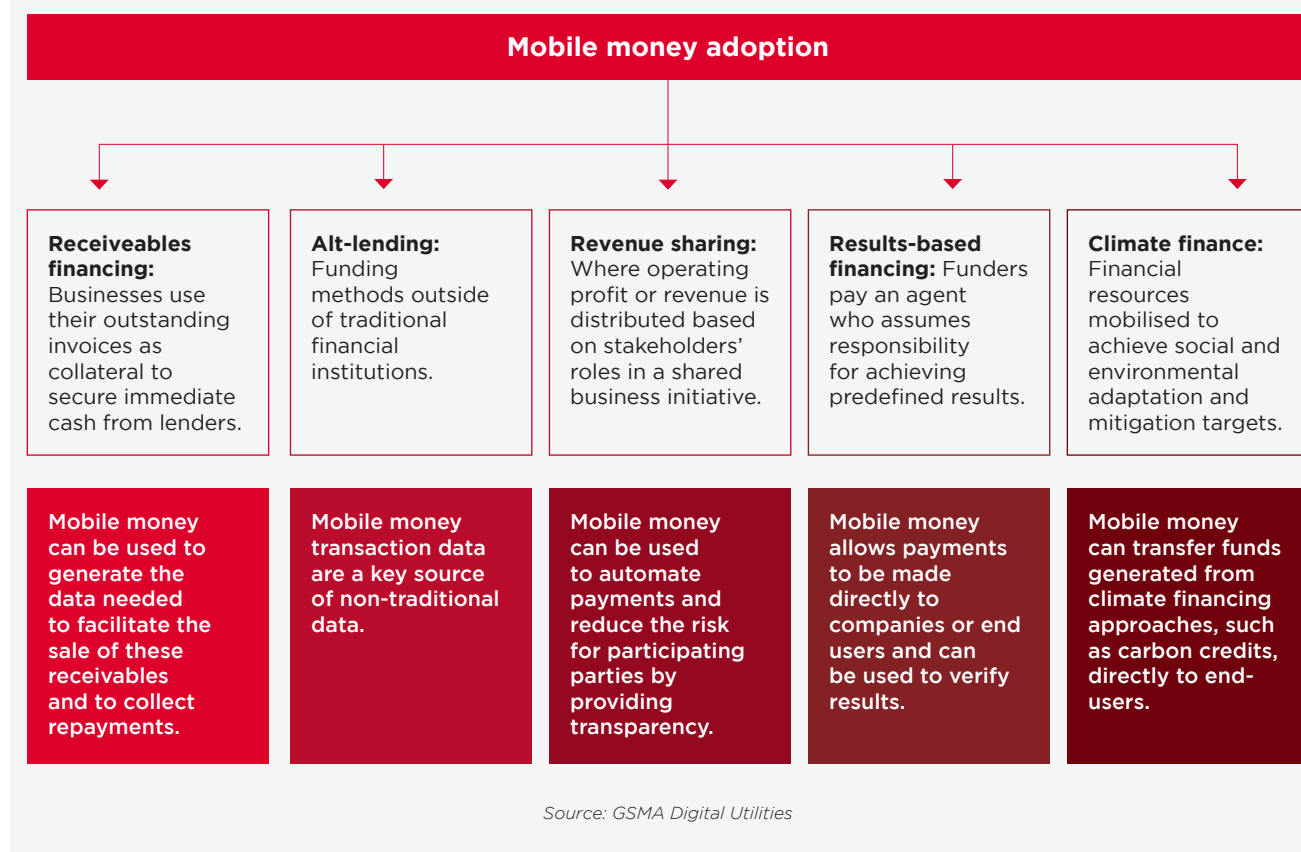 Mobile money adoption
Receiveables
financing:
Businesses use
their outstanding
invoices as
collateral to
secure immediate
cash from lenders.
Alt-lending:
Funding
methods outside
of traditional
financial
institutions.
Revenue sharing:
Where operating
profit or revenue is
distributed based
on stakeholders’
roles in a shared
business initiative.
Results-based
financing: Funders
pay an agent
who assumes
responsibility
for achieving
predefined results.
Climate finance:
Financial
resources
mobilised to
achieve social and
environmental
adaptation and
mitigation targets.
Mobile money
can be used to
generate the
data needed
to facilitate the
sale of these
receivables
and to collect
repayments.
Mobile money
transaction data
are a key source
of non-traditional
data.
Mobile money
can be used
to automate
payments and
reduce the risk
for participating
parties by
providing
transparency.
Mobile money
allows payments
to be made
directly to
companies or end
users and can
be used to verify
results.
Mobile money
can transfer funds
generated from
climate financing
approaches, such
as carbon credits,
directly to end-
users.
Source: GSMA Digital Utilities